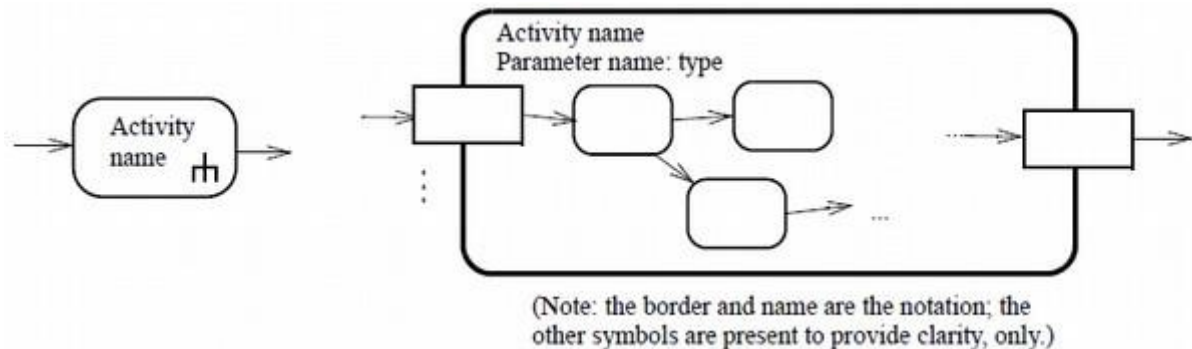 Activity
name
Activity name
Parameter name: type
...
(Note: the border and name are the notation; the
other symbols are present to provide clarity, only.)